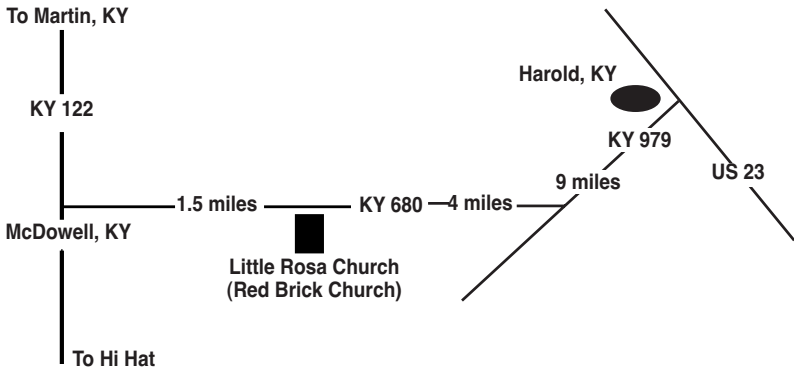 To Martin, KY
Harold, KY
KY 122
KY 979
US 23
9 miles
1.5 miles
KY 680
4 miles
McDowell, KY
Little Rosa Church
(Red Brick Church)
To Hi Hat